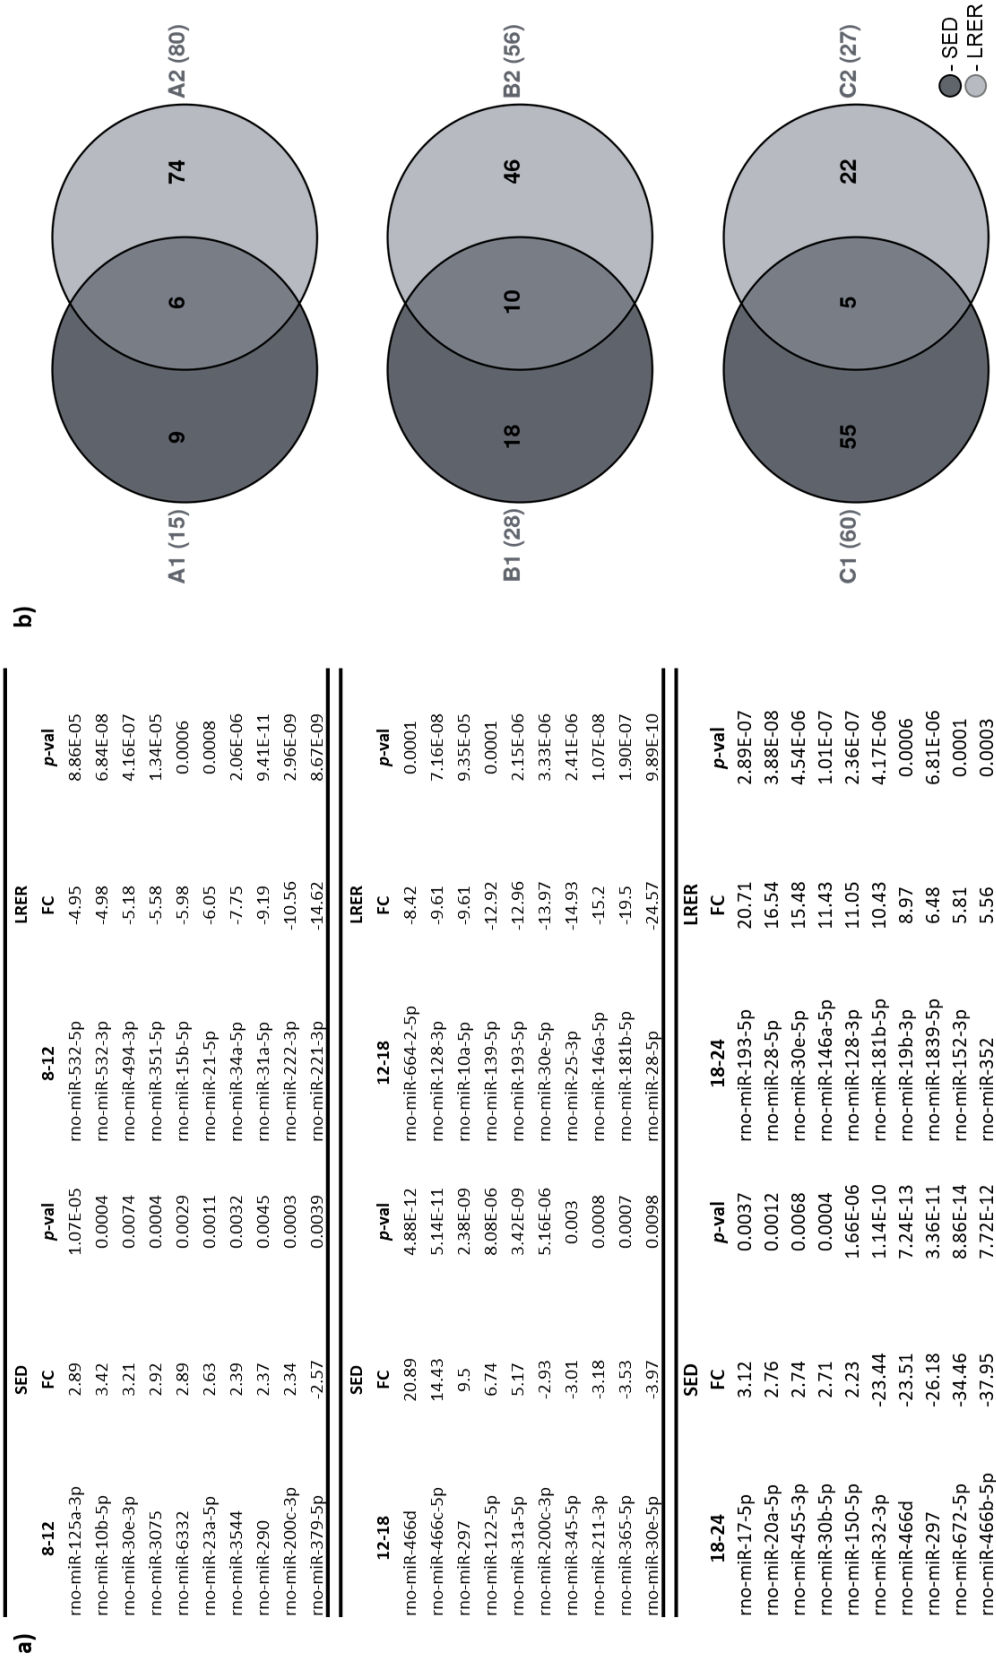 a)
SED LRER
8-12 FC p-val 8-12 FC p-val
rno-miR-125a-3p 2.89 1.07E-05 rno-miR-532-5p -4.95 8.86E-05
rno-miR-10b-5p 3.42 0.0004 rno-miR-532-3p -4.98 6.84E-08
rno-miR-30e-3p 3.21 0.0074 rno-miR-494-3p -5.18 4.16E-07
rno-miR-3075 2.92 0.0004 rno-miR-351-5p -5.58 1.34E-05
rno-miR-6332 2.89 0.0029 rno-miR-15b-5p -5.98 0.0006
rno-miR-23a-5p 2.63 0.0011 rno-miR-21-5p -6.05 0.0008
rno-miR-3544 2.39 0.0032 rno-miR-34a-5p -7.75 2.06E-06
rno-miR-290 2.37 0.0045 rno-miR-31a-5p -9.19 9.41E-11
rno-miR-200c-3p 2.34 0.0003 rno-miR-222-3p -10.56 2.96E-09
rno-miR-379-5p -2.57 0.0039 rno-miR-221-3p -14.62 8.67E-09
SED LRER
12-18 FC p-val 12-18 FC p-val
rno-miR-466d 20.89 4.88E-12 rno-miR-664-2-5p -8.42 0.0001
rno-miR-466c-5p 14.43 5.14E-11 rno-miR-128-3p -9.61 7.16E-08
rno-miR-297 9.5 2.38E-09 rno-miR-10a-5p -9.61 9.35E-05
rno-miR-122-5p 6.74 8.08E-06 rno-miR-139-5p -12.92 0.0001
rno-miR-31a-5p 5.17 3.42E-09 rno-miR-193-5p -12.96 2.15E-06
rno-miR-200c-3p -2.93 5.16E-06 rno-miR-30e-5p -13.97 3.33E-06
rno-miR-345-5p -3.01 0.003 rno-miR-25-3p -14.93 2.41E-06
rno-miR-211-3p -3.18 0.0008 rno-miR-146a-5p -15.2 1.07E-08
rno-miR-365-5p -3.53 0.0007 rno-miR-181b-5p -19.5 1.90E-07
rno-miR-30e-5p -3.97 0.0098 rno-miR-28-5p -24.57 9.89E-10
SED LRER
18-24 FC p-val 18-24 FC p-val
rno-miR-17-5p 3.12 0.0037 rno-miR-193-5p 20.71 2.89E-07
rno-miR-20a-5p 2.76 0.0012 rno-miR-28-5p 16.54 3.88E-08
rno-miR-455-3p 2.74 0.0068 rno-miR-30e-5p 15.48 4.54E-06
rno-miR-30b-5p 2.71 0.0004 rno-miR-146a-5p 11.43 1.01E-07
rno-miR-150-5p 2.23 1.66E-06 rno-miR-128-3p 11.05 2.36E-07
rno-miR-32-3p -23.44 1.14E-10 rno-miR-181b-5p 10.43 4.17E-06
rno-miR-466d -23.51 7.24E-13 rno-miR-19b-3p 8.97 0.0006
rno-miR-297 -26.18 3.36E-11 rno-miR-1839-5p 6.48 6.81E-06
rno-miR-672-5p -34.46 8.86E-14 rno-miR-152-3p 5.81 0.0001
rno-miR-466b-5p -37.95 7.72E-12 rno-miR-352 5.56 0.0003
b)
A1 (15) 9 6 74 A2 (80)
B1 (28) 18 10 46 B2 (56)
C1 (60) 55 5 22 C2 (27)
- SED
- LRER